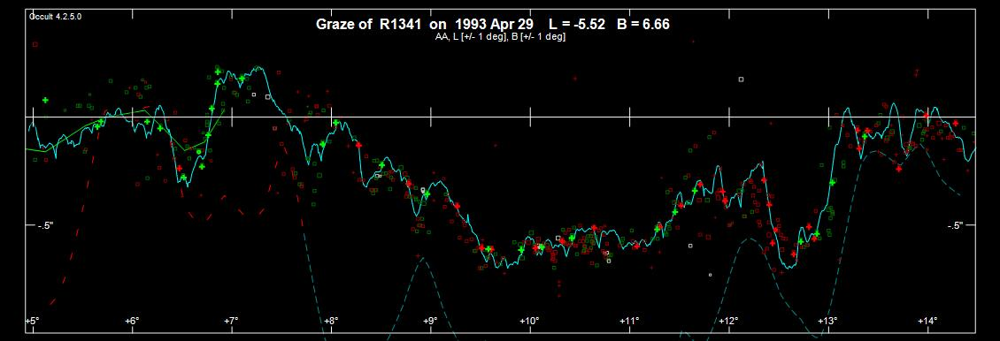 Occult 4.2.5.0
Graze of R1341 on 1993 Apr 29 L = -5.52 B = 6.66
AA, L [+/- 1 deg], B [+/- 1 deg]
-.5" -.5"
+5° +6° +7° +8° +9° +10° +11° +12° +13° +14°